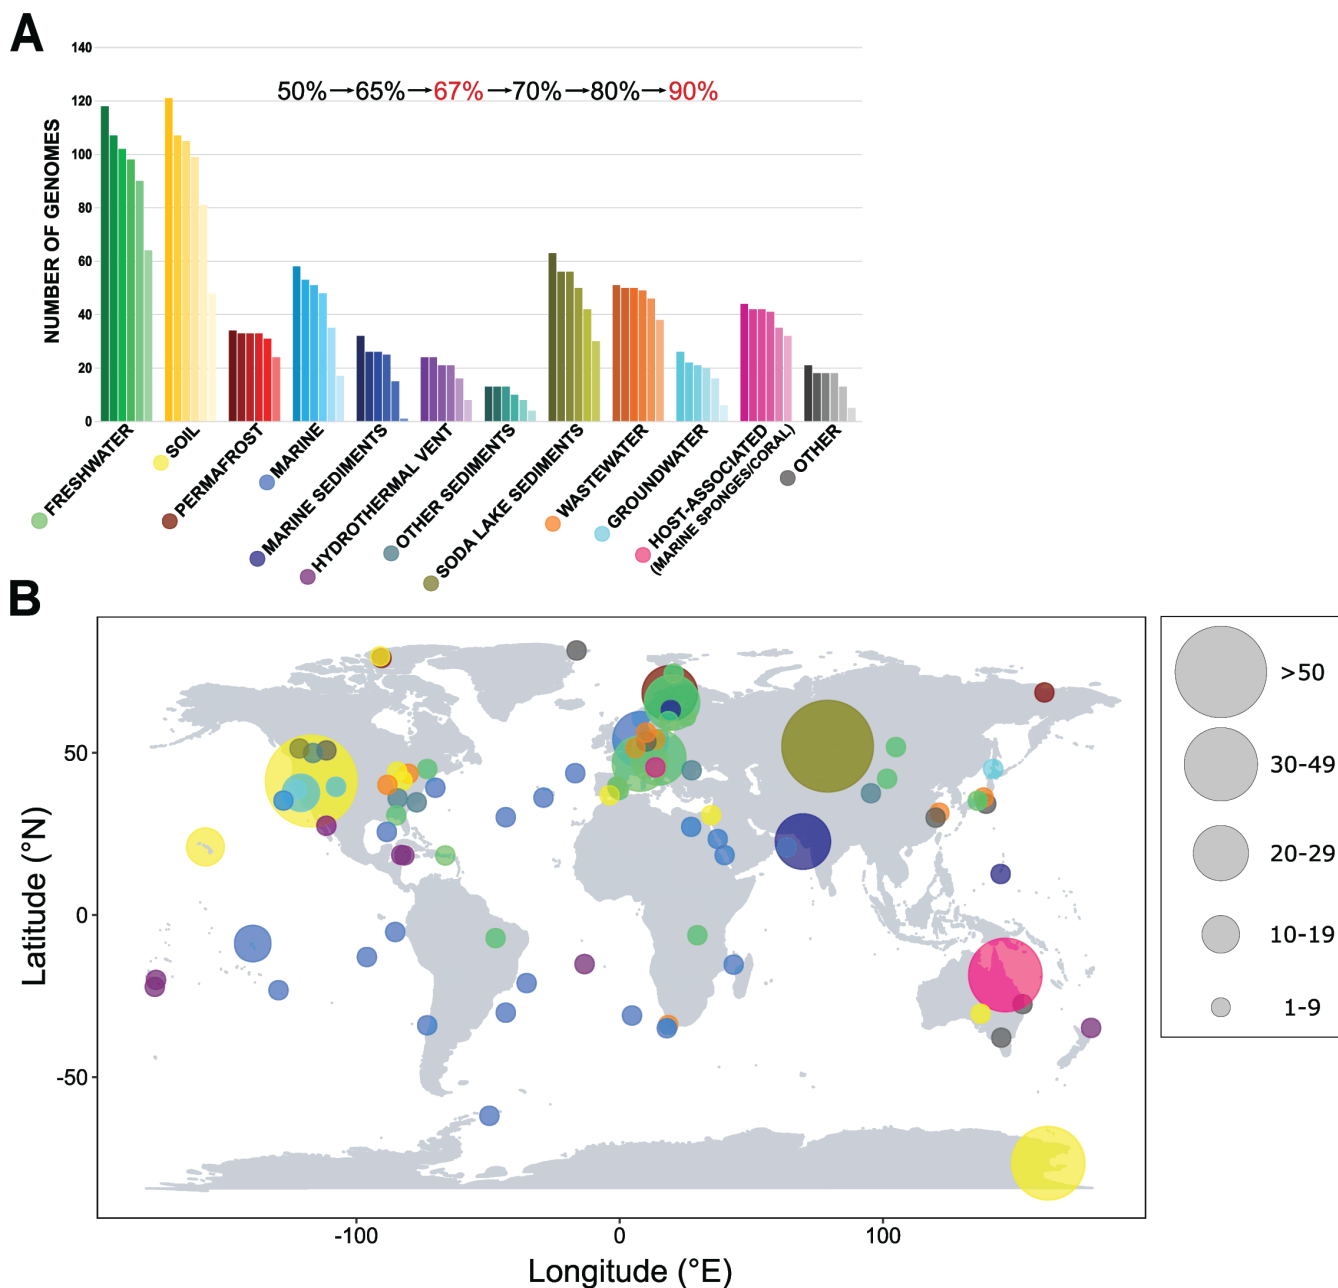 A
NUMBER OF GENOMES
140
120
100
80
60
40
20
0
50%→65%→67%→70%→80%→90%
FRESHWATER
SOIL
PERMAFROST
MARINE
MARINE SEDIMENTS
HYDROTHERMAL VENT
OTHER SEDIMENTS
SODA LAKE SEDIMENTS
WASTEWATER
GROUNDWATER
HOST-ASSOCIATED
(MARINE SPONGES/CORAL)
OTHER
B
Latitude (°N)
50
0
-50
-100
0
100
Longitude (°E)
>50
30-49
20-29
10-19
1-9